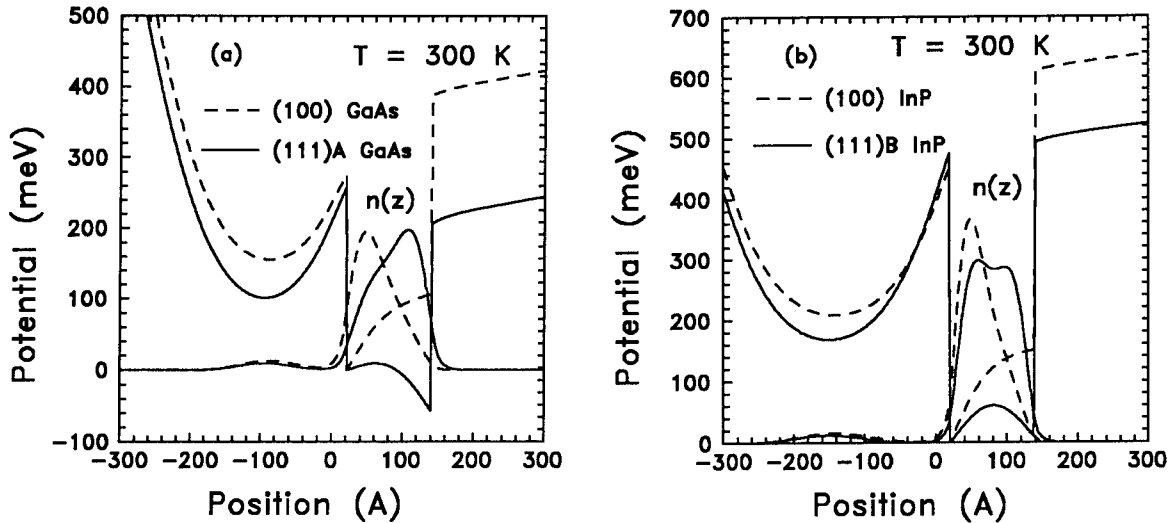 500
400
300
200
100
0
-100
-300
-200
-100
0
100
200
300
Potential (meV)
Position (A)
(a)
T = 300 K
(100) GaAs
(111)A GaAs
n(z)
700
600
500
400
300
200
100
0
-300
-200
-100
0
100
200
300
Potential (meV)
Position (A)
(b)
T = 300 K
(100) InP
(111)B InP
n(z)